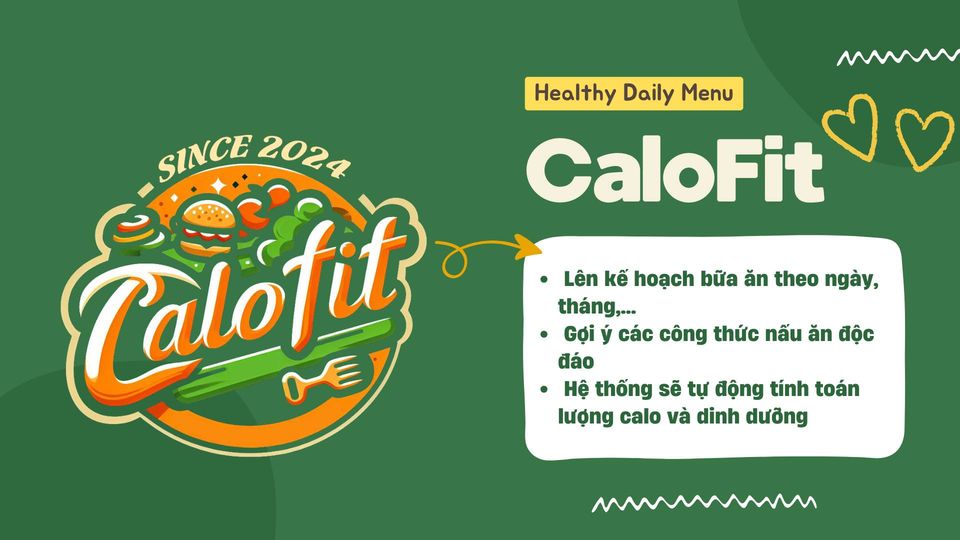 SINCE 2024
Calofit
Healthy Daily Menu
CaloFit
• Lên kế hoạch bữa ăn theo ngày,
tháng,...
• Gợi ý các công thức nấu ăn độc
đáo
• Hệ thống sẽ tự động tính toán
lượng calo và dinh dưỡng